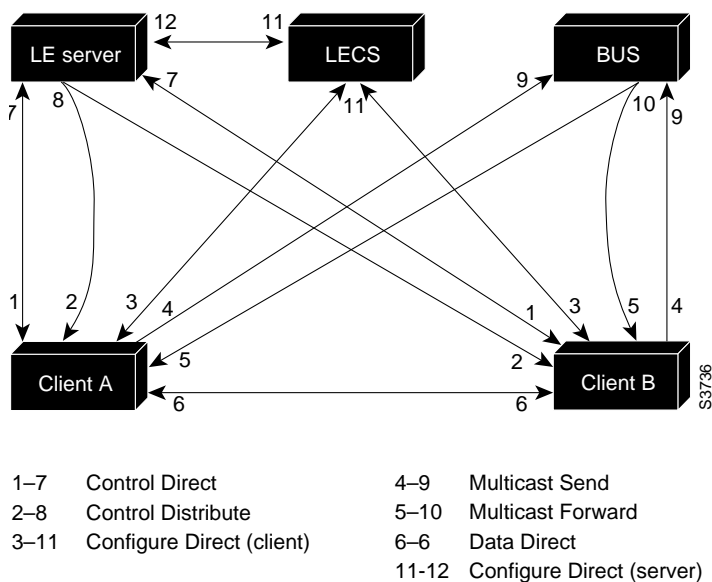 12
11
LE server
LECS
BUS
7
8
7
11
9
10
9
1
2
3
4
5
1
2
3
5
4
Client A
Client B
6
6
S3736
1–7 Control Direct
2–8 Control Distribute
3–11 Configure Direct (client)
4–9 Multicast Send
5–10 Multicast Forward
6–6 Data Direct
11-12 Configure Direct (server)